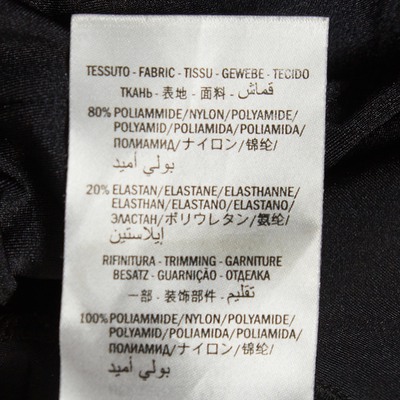 TESSUTO - FABRIC - TISSU - GEWEBE - TECIDO
ТКАНЬ - 表地 - 面料 - قماش
80% POLIAMMIDE/NYLON/POLYAMIDE/
POLYAMID/POLIAMIDA/POLIAMIDA/
ПОЛИАМИД/ナイロン/锦纶/
بولي أميد
20% ELASTAN/ELASTANE/ELASTHANNE/
ELASTHAN/ELASTANO/ELASTANO/
ЭЛАСТАН/ポリウレタン/氨纶/
إيلاستين
RIFINITURA - TRIMMING - GARNITURE
BESATZ - GUARNIÇÃO - ОТДЕЛКА
一部 - 装饰部件 - تقليم
100% POLIAMMIDE/NYLON/POLYAMIDE/
POLYAMID/POLIAMIDA/POLIAMIDA/
ПОЛИАМИД/ナイロン/锦纶/
بولي أميد